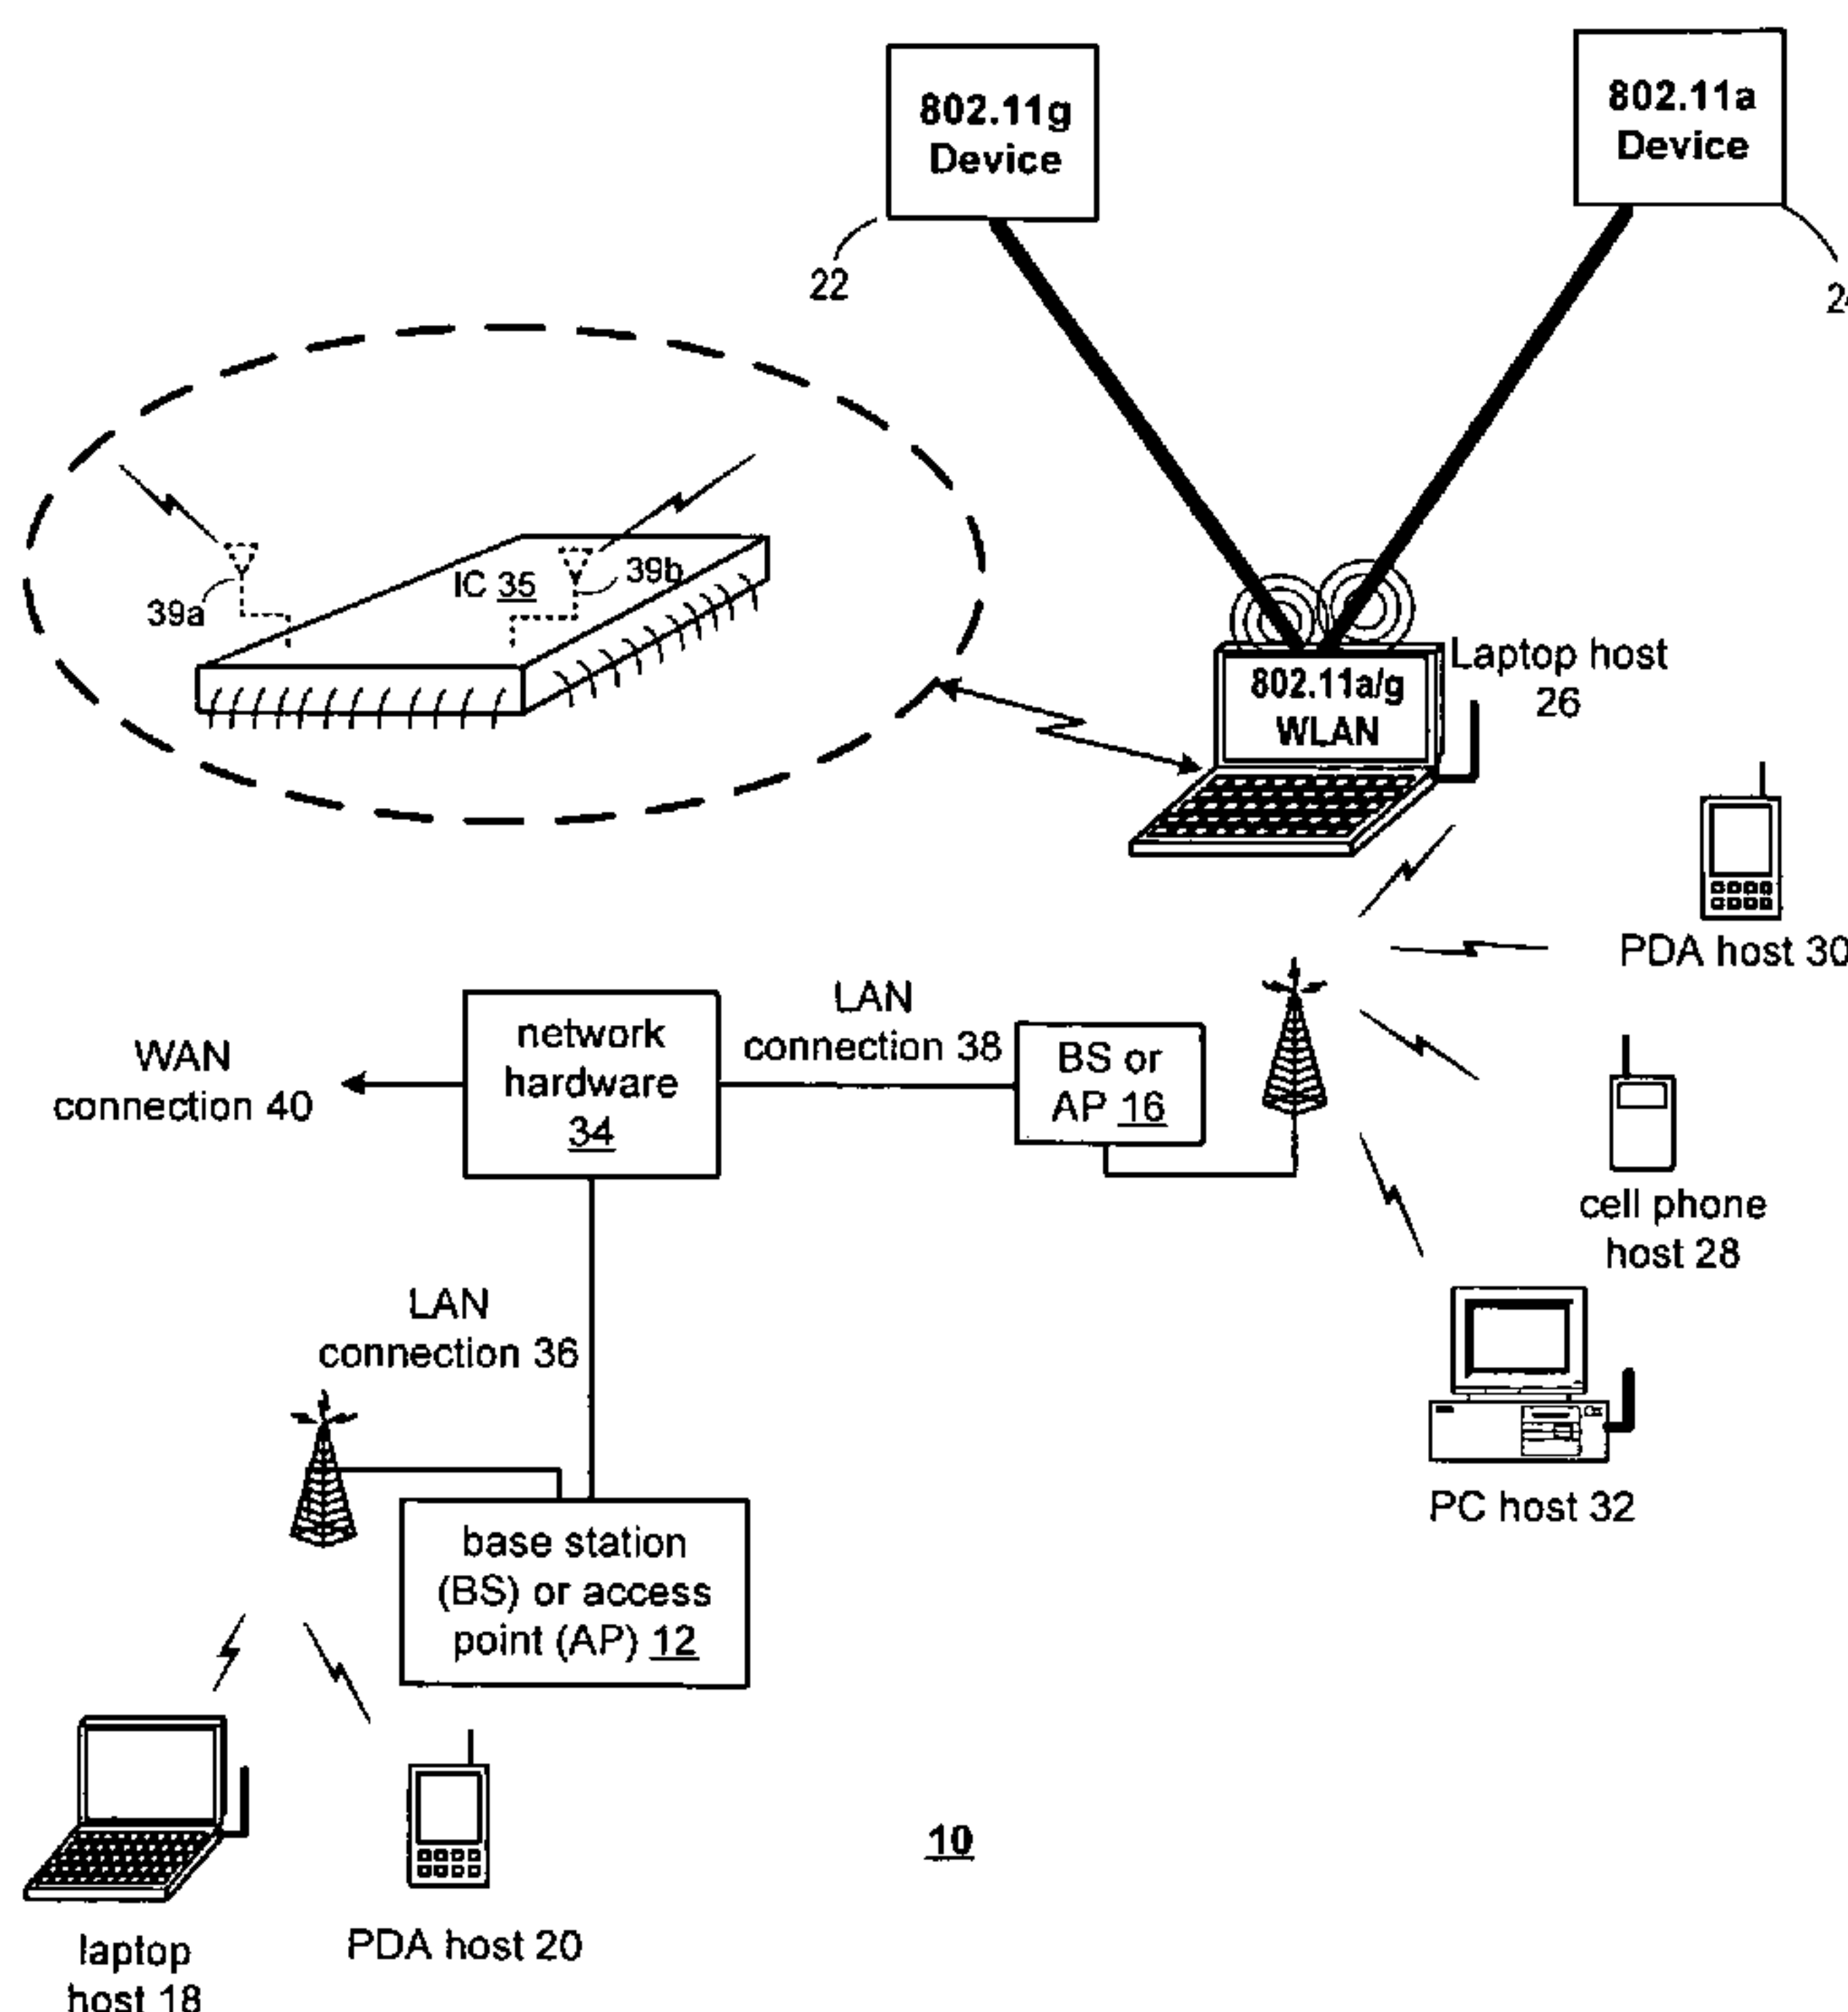 802.11g
Device
802.11a
Device
22
IC 35
39b
39a
Laptop host
26
802.11a/g
WLAN
PDA host 30
LAN
connection 38
network
hardware
34
WAN
connection 40
BS or
AP 16
cell phone
host 28
LAN
connection 36
PC host 32
base station
(BS) or access
point (AP) 12
10
laptop
host 18
PDA host 20